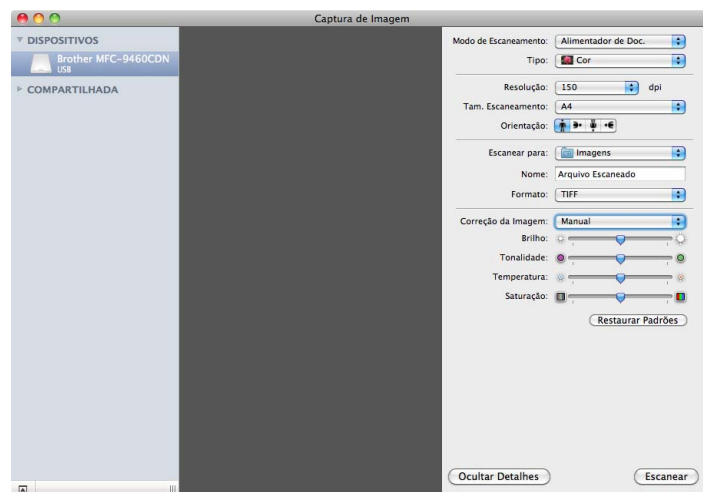 Captura de Imagem
DISPOSITIVOS
Brother MFC-9460CDN
USB
COMPARTILHADA
Modo de Escaneamento: Alimentador de Doc.
Tipo: Cor
Resolução: 150 dpi
Tam. Escaneamento: A4
Orientação:
Escanear para: Imagens
Nome: Arquivo Escaneado
Formato: TIFF
Correção da Imagem: Manual
Brilho:
Tonalidade:
Temperatura:
Saturação:
Restaurar Padrões
Ocultar Detalhes
Escanear